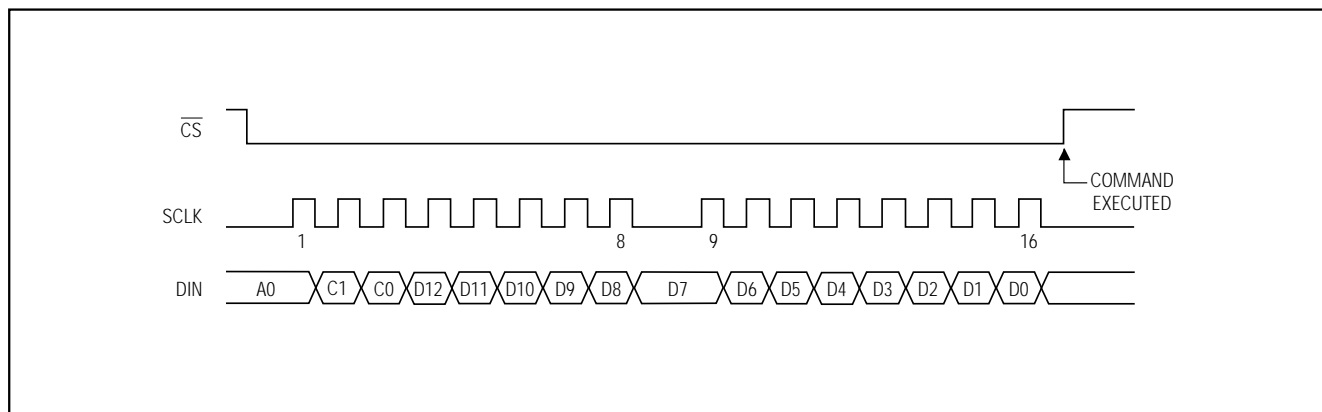 C̅S̅
COMMAND
EXECUTED
SCLK
1 8 9 16
DIN A0 C1 C0 D12 D11 D10 D9 D8 D7 D6 D5 D4 D3 D2 D1 D0